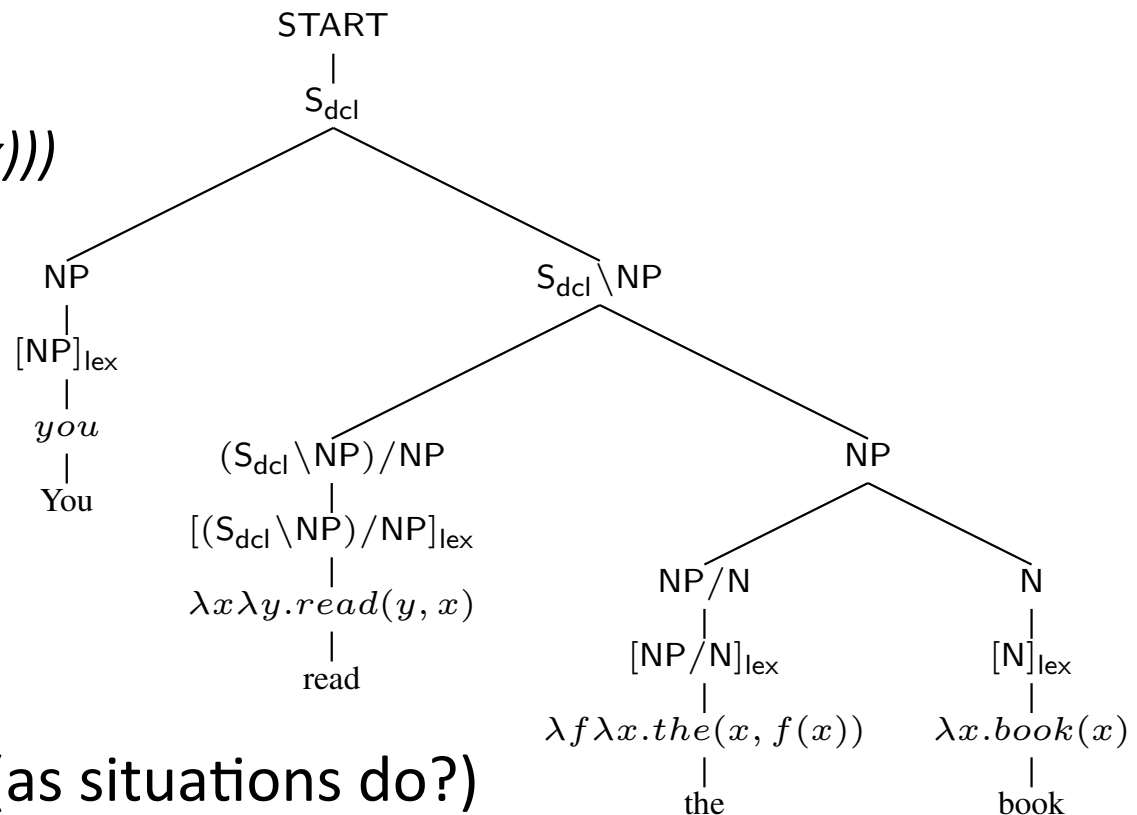 START
S_dcl
)))
NP S_dcl\NP
[NP]_lex
you
(S_dcl\NP)/NP NP
You
[(S_dcl\NP)/NP]_lex
NP/N N
λxλy.read(y, x)
[NP/N]_lex [N]_lex
read
λfλx.the(x, f(x)) λx.book(x)
(as situations do?)
the book